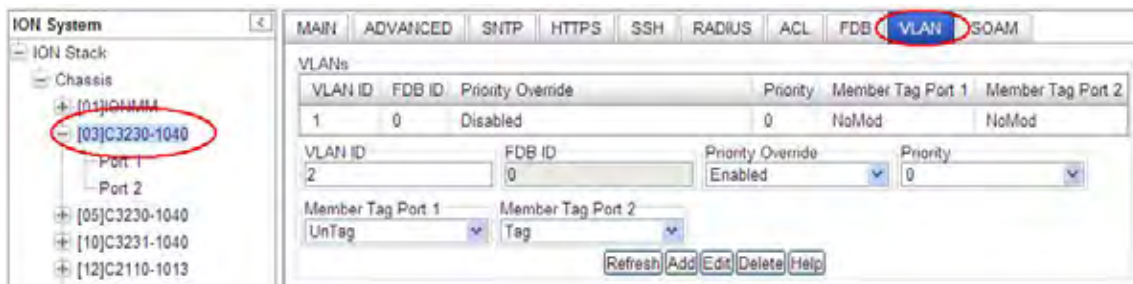 ION System
ION Stack
Chassis
[01]IONMM
[03]C3230-1040
Port 1
Port 2
[05]C3230-1040
[10]C3231-1040
[12]C2110-1013
MAIN ADVANCED SNTP HTTPS SSH RADIUS ACL FDB VLAN SOAM
VLANs
VLAN ID FDB ID Priority Override Priority Member Tag Port 1 Member Tag Port 2
1 0 Disabled 0 NoMod NoMod
VLAN ID FDB ID Priority Override Priority
2 0 Enabled 0
Member Tag Port 1 Member Tag Port 2
UnTag Tag
Refresh Add Edit Delete Help